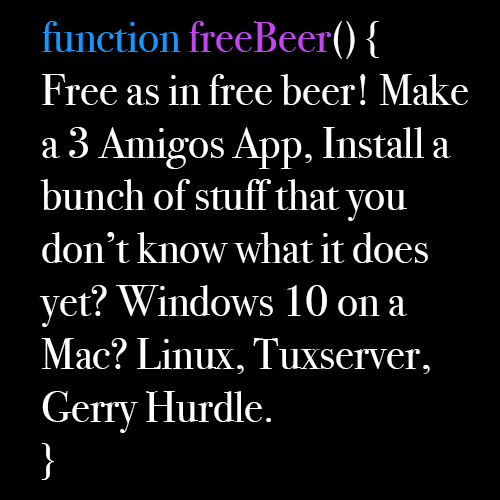 function freeBeer() {
Free as in free beer! Make
a 3 Amigos App, Install a
bunch of stuff that you
don’t know what it does
yet? Windows 10 on a
Mac? Linux, Tuxserver,
Gerry Hurdle.
}